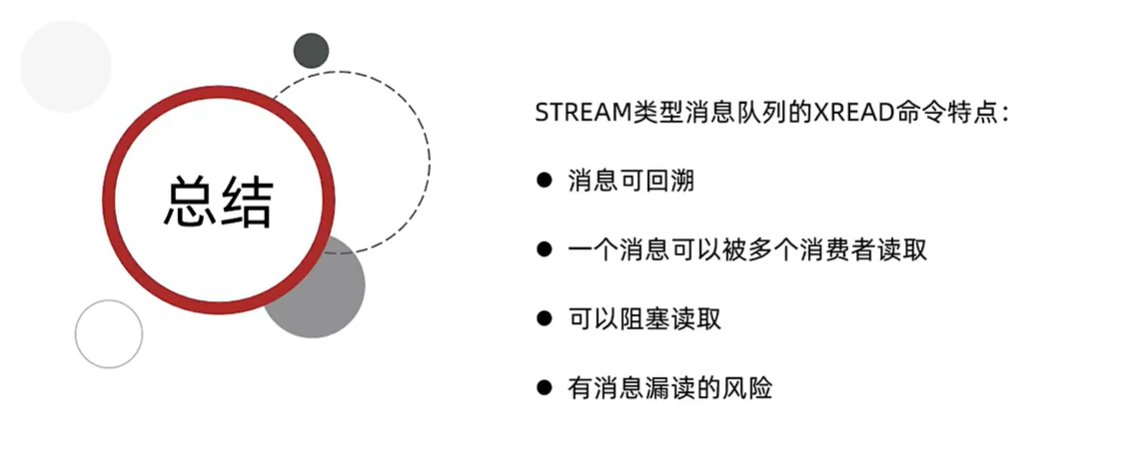 总结
STREAM类型消息队列的XREAD命令特点：
● 消息可回溯
● 一个消息可以被多个消费者读取
● 可以阻塞读取
● 有消息漏读的风险